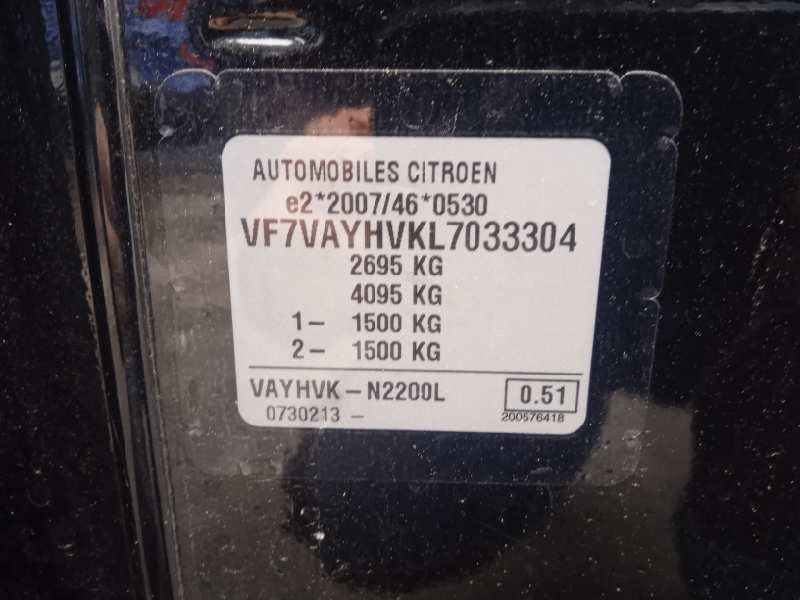 AUTOMOBILES CITROEN
e2*2007/46*0530
VF7VAYHVKL7033304
2695 KG
4095 KG
1- 1500 KG
2- 1500 KG
VAYHVK-N2200L 0.51
0730213 - 200576418